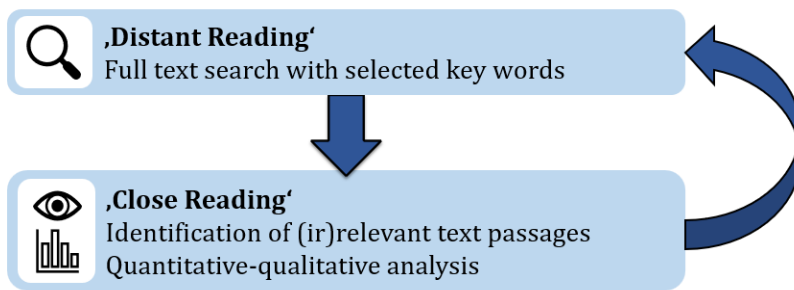 ‚Distant Reading‘
Full text search with selected key words
‚Close Reading‘
Identification of (ir)relevant text passages
Quantitative-qualitative analysis